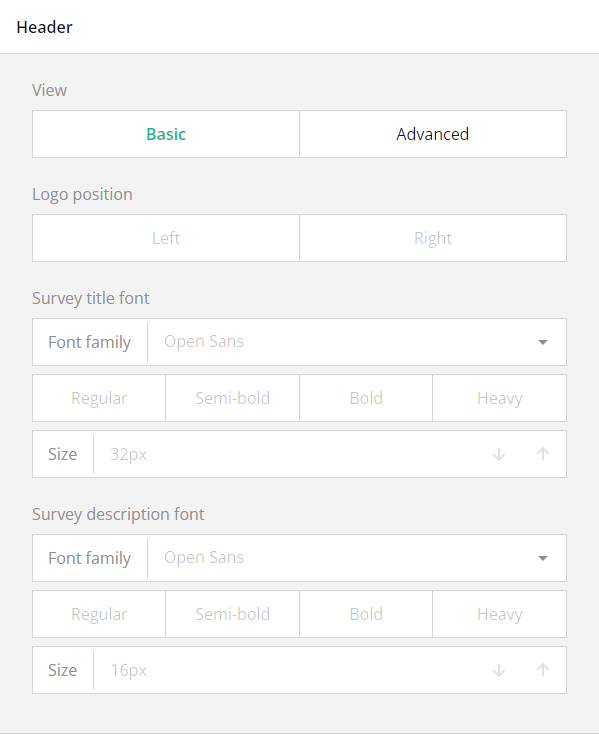 Header
View
Basic Advanced
Logo position
Left Right
Survey title font
Font family Open Sans
Regular Semi-bold Bold Heavy
Size 32px
Survey description font
Font family Open Sans
Regular Semi-bold Bold Heavy
Size 16px